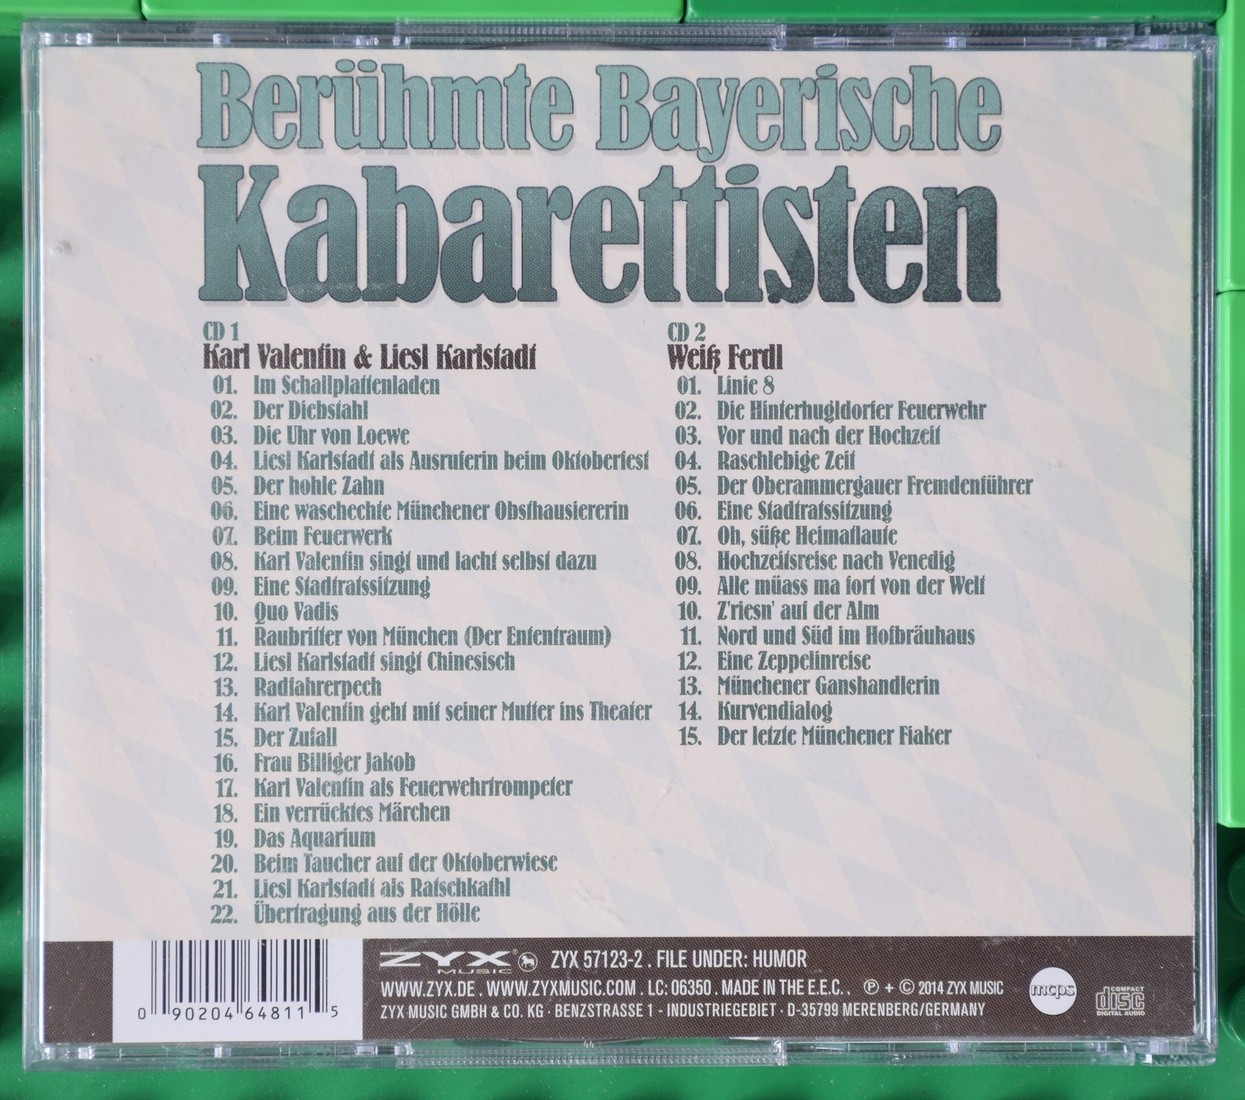 Berühmte Bayerische
Kabarettisten
CD 1
Karl Valentin & Liesl Karlstadt
01. Im Schallplattenladen
02. Der Diebstahl
03. Die Uhr von Loewe
04. Liesl Karlstadt als Ausruferin beim Oktoberfest
05. Der hohle Zahn
06. Eine waschechte Münchener Obsthausiererin
07. Beim Feuerwerk
08. Karl Valentin singt und lacht selbst dazu
09. Eine Stadtratssitzung
10. Quo Vadis
11. Raubritter von München (Der Ententraum)
12. Liesl Karlstadt singt Chinesisch
13. Radfahrerpech
14. Karl Valentin geht mit seiner Mutter ins Theater
15. Der Zufall
16. Frau Billiger Jakob
17. Karl Valentin als Feuerwehrtrompeter
18. Ein verrücktes Märchen
19. Das Aquarium
20. Beim Taucher auf der Oktoberwiese
21. Liesl Karlstadt als Ratschkathl
22. Übertragung aus der Hölle
CD 2
Weiß Ferdl
01. Linie 8
02. Die Hinterhugldorfer Feuerwehr
03. Vor und nach der Hochzeit
04. Raschlebige Zeit
05. Der Oberammergauer Fremdenführer
06. Eine Stadtratssitzung
07. Oh, süße Heimatlaute
08. Hochzeitsreise nach Venedig
09. Alle müass ma fort von der Welt
10. Z'riesn' auf der Alm
11. Nord und Süd im Hofbräuhaus
12. Eine Zeppelinreise
13. Münchener Ganshandlerin
14. Kurvendialog
15. Der letzte Münchener Fiaker
0 90204 64811 5
ZYX MUSIC
ZYX 57123-2 . FILE UNDER: HUMOR
WWW.ZYX.DE . WWW.ZYXMUSIC.COM . LC: 06350 . MADE IN THE E.E.C. . ℗ + © 2014 ZYX MUSIC
ZYX MUSIC GMBH & CO. KG · BENZSTRASSE 1 · INDUSTRIEGEBIET · D-35799 MERENBERG/GERMANY
mcps
COMPACT
disc
DIGITAL AUDIO